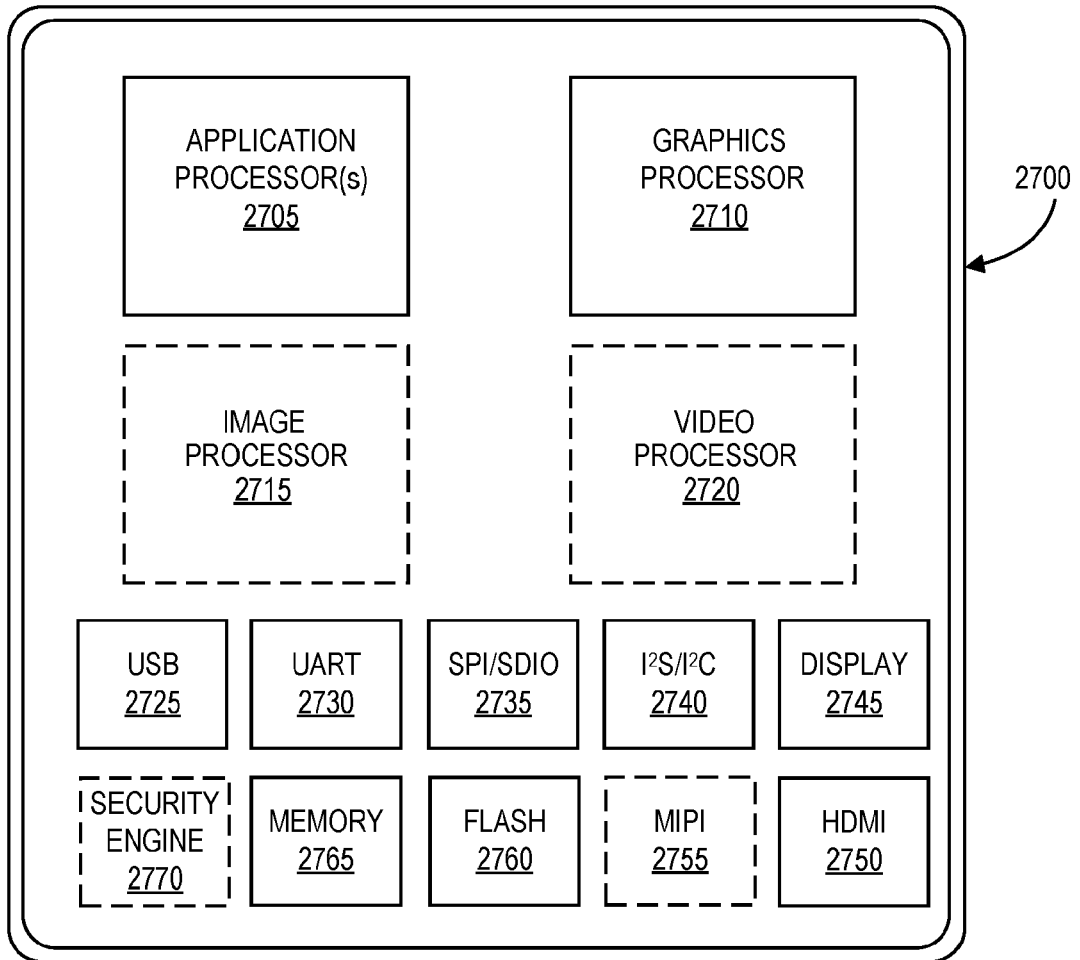 APPLICATION
PROCESSOR(s)
2705
GRAPHICS
PROCESSOR
2710
2700
IMAGE
PROCESSOR
2715
VIDEO
PROCESSOR
2720
USB
2725
UART
2730
SPI/SDIO
2735
I²S/I²C
2740
DISPLAY
2745
SECURITY
ENGINE
2770
MEMORY
2765
FLASH
2760
MIPI
2755
HDMI
2750